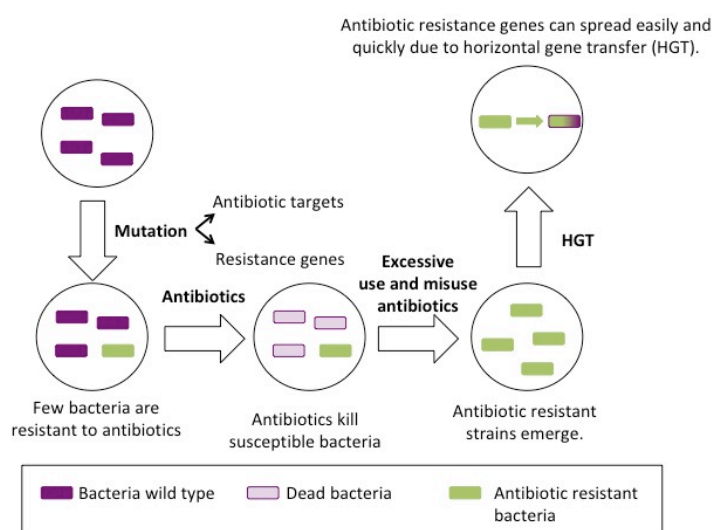 Antibiotic resistance genes can spread easily and
quickly due to horizontal gene transfer (HGT).
Mutation
Antibiotic targets
Resistance genes
HGT
Antibiotics
Excessive
use and misuse
antibiotics
Few bacteria are
resistant to antibiotics
Antibiotics kill
susceptible bacteria
Antibiotic resistant
strains emerge.
Bacteria wild type
Dead bacteria
Antibiotic resistant
bacteria